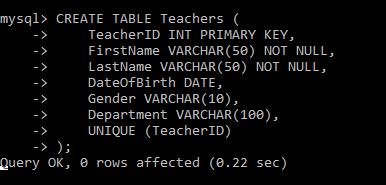 mysql> CREATE TABLE Teachers (
    ->     TeacherID INT PRIMARY KEY,
    ->     FirstName VARCHAR(50) NOT NULL,
    ->     LastName VARCHAR(50) NOT NULL,
    ->     DateOfBirth DATE,
    ->     Gender VARCHAR(10),
    ->     Department VARCHAR(100),
    ->     UNIQUE (TeacherID)
    -> );
Query OK, 0 rows affected (0.22 sec)